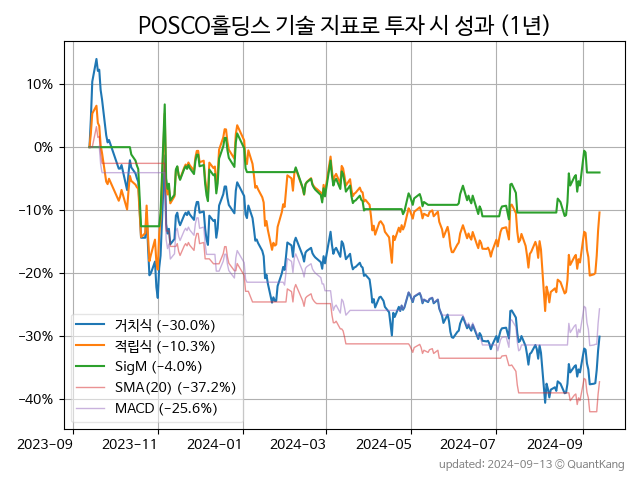 POSCO홀딩스 기술 지표로 투자 시 성과 (1년)
10%
0%
−10%
−20%
−30%
−40%
거치식 (−30.0%)
적립식 (−10.3%)
SigM (−4.0%)
SMA(20) (−37.2%)
MACD (−25.6%)
2023-09
2023-11
2024-01
2024-03
2024-05
2024-07
2024-09
updated: 2024-09-13 ⓒ QuantKang